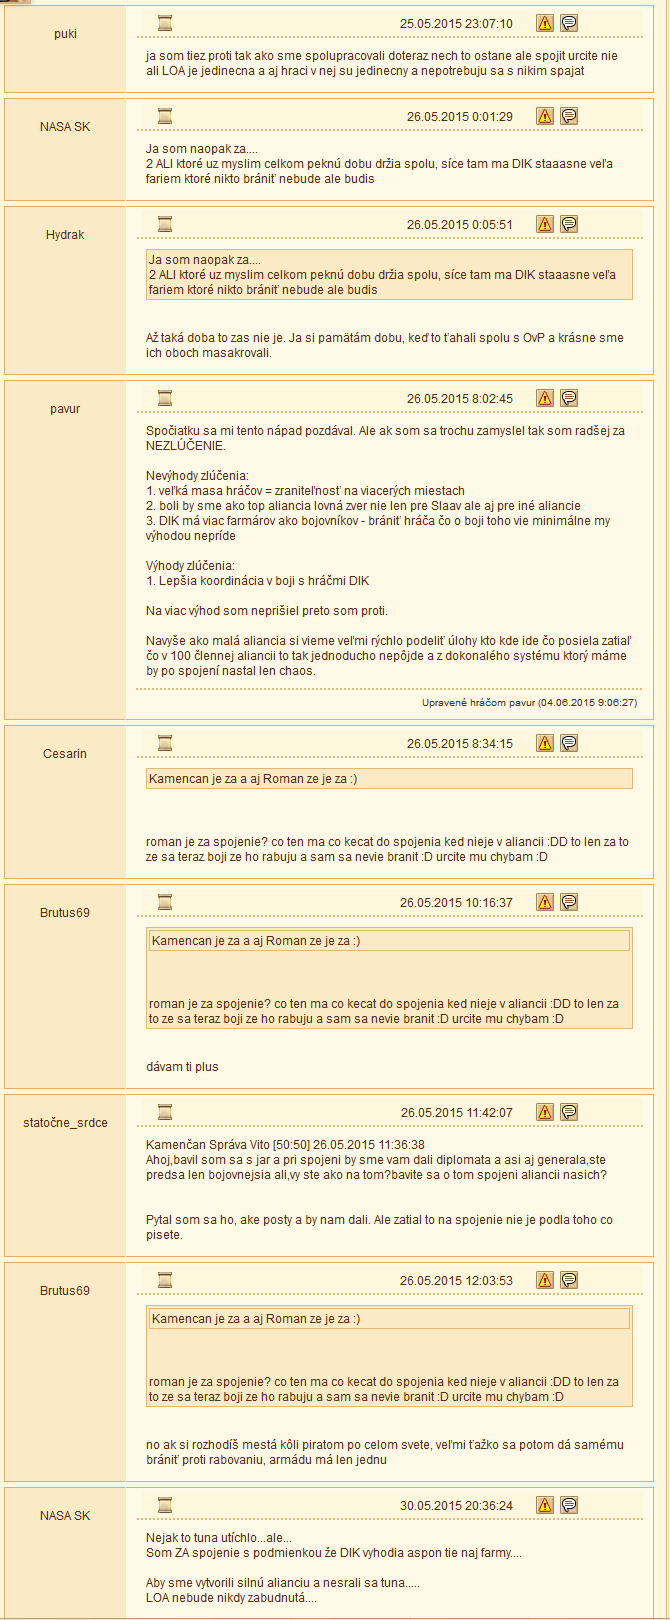 puki
25.05.2015 23:07:10
ja som tiez proti tak ako sme spolupracovali doteraz nech to ostane ale spojit urcite nie
ali LOA je jedinecna a aj hraci v nej su jedinecny a nepotrebuju sa s nikim spajat
NASA SK
26.05.2015 0:01:29
Ja som naopak za....
2 ALI ktoré uz myslim celkom peknú dobu držia spolu, síce tam ma DIK staaasne veľa
fariem ktoré nikto brániť nebude ale budis
Hydrak
26.05.2015 0:05:51
Ja som naopak za....
2 ALI ktoré uz myslim celkom peknú dobu držia spolu, síce tam ma DIK staaasne veľa
fariem ktoré nikto brániť nebude ale budis
Až taká doba to zas nie je. Ja si pamätám dobu, keď to ťahali spolu s OvP a krásne sme
ich oboch masakrovali.
pavur
26.05.2015 8:02:45
Spočiatku sa mi tento nápad pozdával. Ale ak som sa trochu zamyslel tak som radšej za
NEZLÚČENIE.
Nevýhody zlúčenia:
1. veľká masa hráčov = zraniteľnosť na viacerých miestach
2. boli by sme ako top aliancia lovná zver nie len pre Slaav ale aj pre iné aliancie
3. DIK má viac farmárov ako bojovníkov - brániť hráča čo o boji toho vie minimálne my
výhodou nepríde
Výhody zlúčenia:
1. Lepšia koordinácia v boji s hráčmi DIK
Na viac výhod som neprišiel preto som proti.
Navyše ako malá aliancia si vieme veľmi rýchlo podeliť úlohy kto kde ide čo posiela zatiaľ
čo v 100 člennej aliancii to tak jednoducho nepôjde a z dokonalého systému ktorý máme
by po spojení nastal len chaos.
Upravené hráčom pavur (04.06.2015 9:06:27)
Cesarin
26.05.2015 8:34:15
Kamencan je za a aj Roman ze je za :)
roman je za spojenie? co ten ma co kecat do spojenia ked nieje v aliancii :DD to len za to
ze sa teraz boji ze ho rabuju a sam sa nevie branit :D urcite mu chybam :D
Brutus69
26.05.2015 10:16:37
Kamencan je za a aj Roman ze je za :)
roman je za spojenie? co ten ma co kecat do spojenia ked nieje v aliancii :DD to len za
to ze sa teraz boji ze ho rabuju a sam sa nevie branit :D urcite mu chybam :D
dávam ti plus
statočne_srdce
26.05.2015 11:42:07
Kamenčan Správa Vito [50:50] 26.05.2015 11:36:38
Ahoj,bavil som sa s jar a pri spojeni by sme vam dali diplomata a asi aj generala,ste
predsa len bojovnejsia ali,vy ste ako na tom?bavite sa o tom spojeni aliancii nasich?
Pytal som sa ho, ake posty a by nam dali. Ale zatial to na spojenie nie je podla toho co
pisete.
Brutus69
26.05.2015 12:03:53
Kamencan je za a aj Roman ze je za :)
roman je za spojenie? co ten ma co kecat do spojenia ked nieje v aliancii :DD to len za
to ze sa teraz boji ze ho rabuju a sam sa nevie branit :D urcite mu chybam :D
no ak si rozhodíš mestá kôli piratom po celom svete, veľmi ťažko sa potom dá samému
brániť proti rabovaniu, armádu má len jednu
NASA SK
30.05.2015 20:36:24
Nejak to tuna utíchlo...ale...
Som ZA spojenie s podmienkou že DIK vyhodia aspon tie naj farmy....
Aby sme vytvorili silnú alianciu a nesrali sa tuna.....
LOA nebude nikdy zabudnutá....